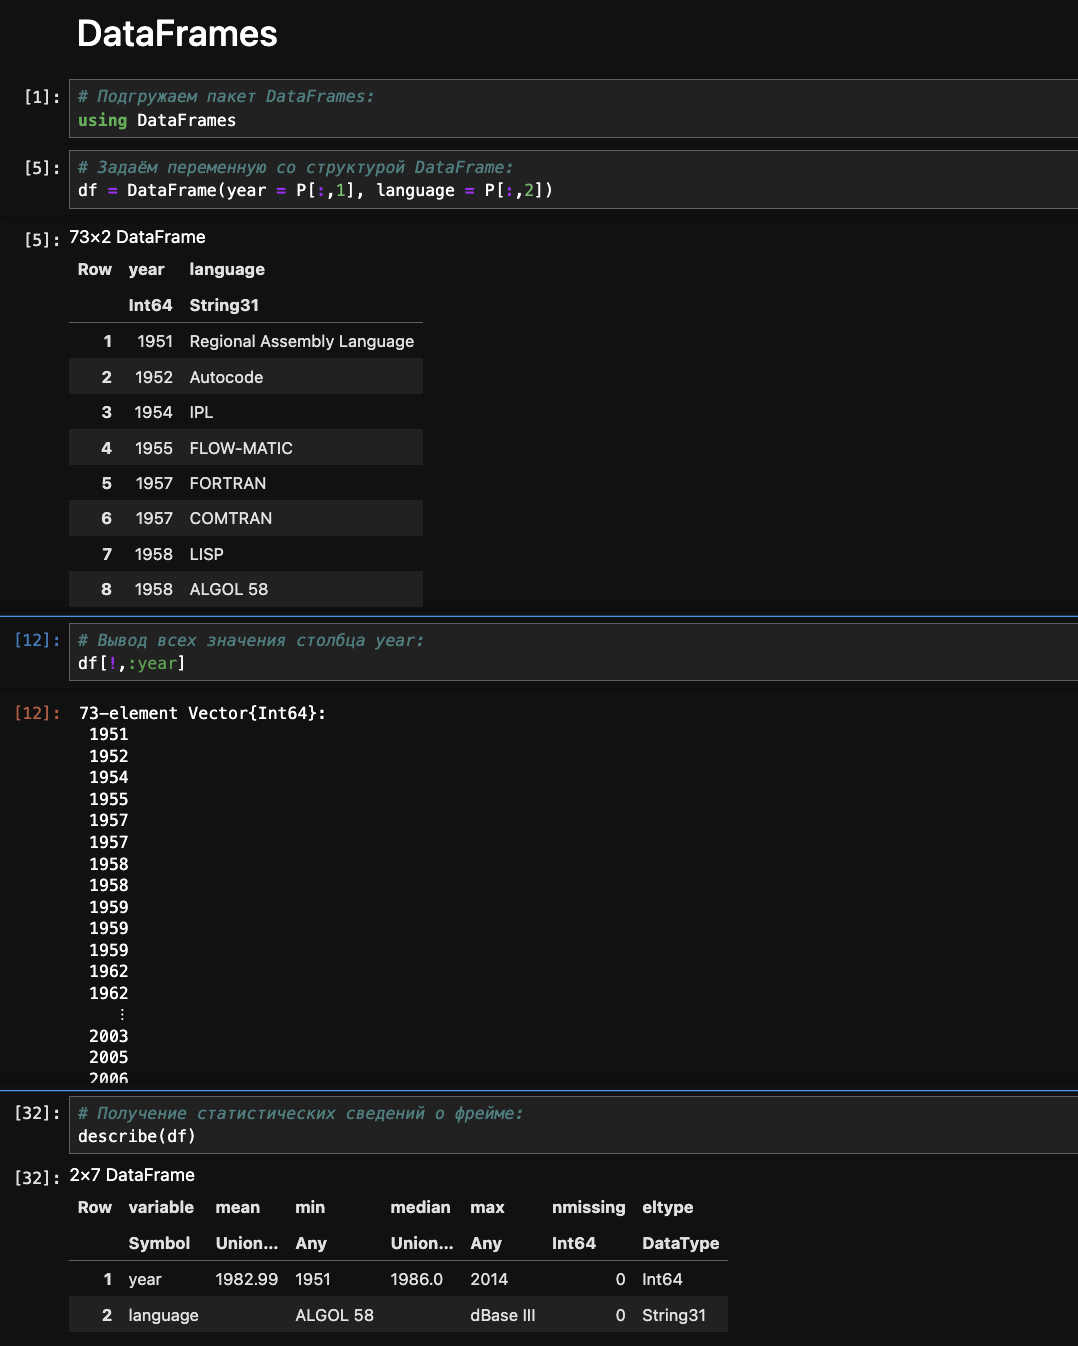 DataFrames
[1]: # Подгружаем пакет DataFrames:
using DataFrames
[5]: # Задаём переменную со структурой DataFrame:
df = DataFrame(year = P[:,1], language = P[:,2])
[5]: 73×2 DataFrame
Row year language
Int64 String31
1 1951 Regional Assembly Language
2 1952 Autocode
3 1954 IPL
4 1955 FLOW-MATIC
5 1957 FORTRAN
6 1957 COMTRAN
7 1958 LISP
8 1958 ALGOL 58
[12]: # Вывод всех значения столбца year:
df[!,:year]
[12]: 73-element Vector{Int64}:
1951
1952
1954
1955
1957
1957
1958
1958
1959
1959
1959
1962
1962
⋮
2003
2005
2006
[32]: # Получение статистических сведений о фрейме:
describe(df)
[32]: 2×7 DataFrame
Row variable mean min median max nmissing eltype
Symbol Union... Any Union... Any Int64 DataType
1 year 1982.99 1951 1986.0 2014 0 Int64
2 language ALGOL 58 dBase III 0 String31